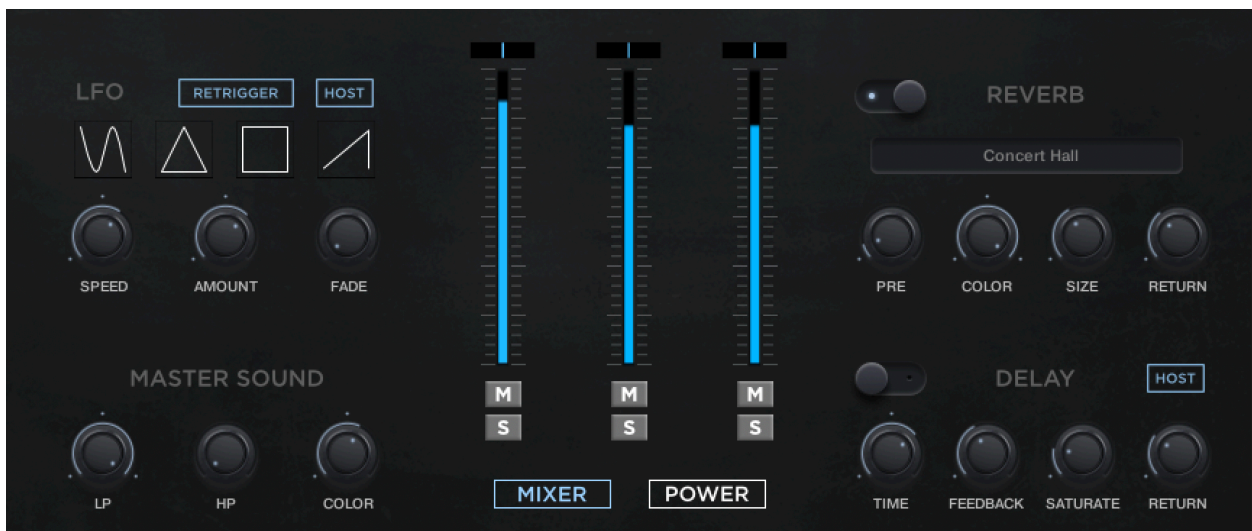 LFO
RETRIGGER
HOST
SPEED
AMOUNT
FADE
MASTER SOUND
LP
HP
COLOR
M
M
M
S
S
S
MIXER
POWER
REVERB
Concert Hall
PRE
COLOR
SIZE
RETURN
DELAY
HOST
TIME
FEEDBACK
SATURATE
RETURN